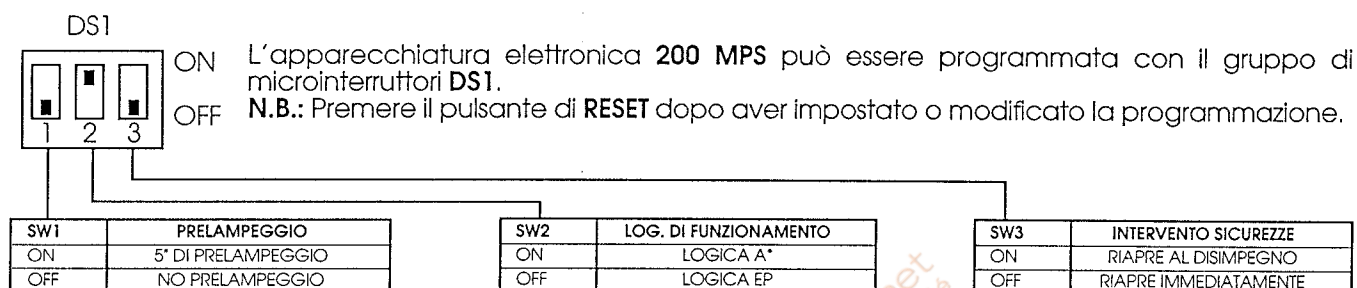 DS1
ON
OFF
1 2 3
L'apparecchiatura elettronica 200 MPS può essere programmata con il gruppo di
microinterruttori DS1.
N.B.: Premere il pulsante di RESET dopo aver impostato o modificato la programmazione.
SW1 PRELAMPEGGIO
ON 5" DI PRELAMPEGGIO
OFF NO PRELAMPEGGIO
SW2 LOG. DI FUNZIONAMENTO
ON LOGICA A*
OFF LOGICA EP
SW3 INTERVENTO SICUREZZE
ON RIAPRE AL DISIMPEGNO
OFF RIAPRE IMMEDIATAMENTE